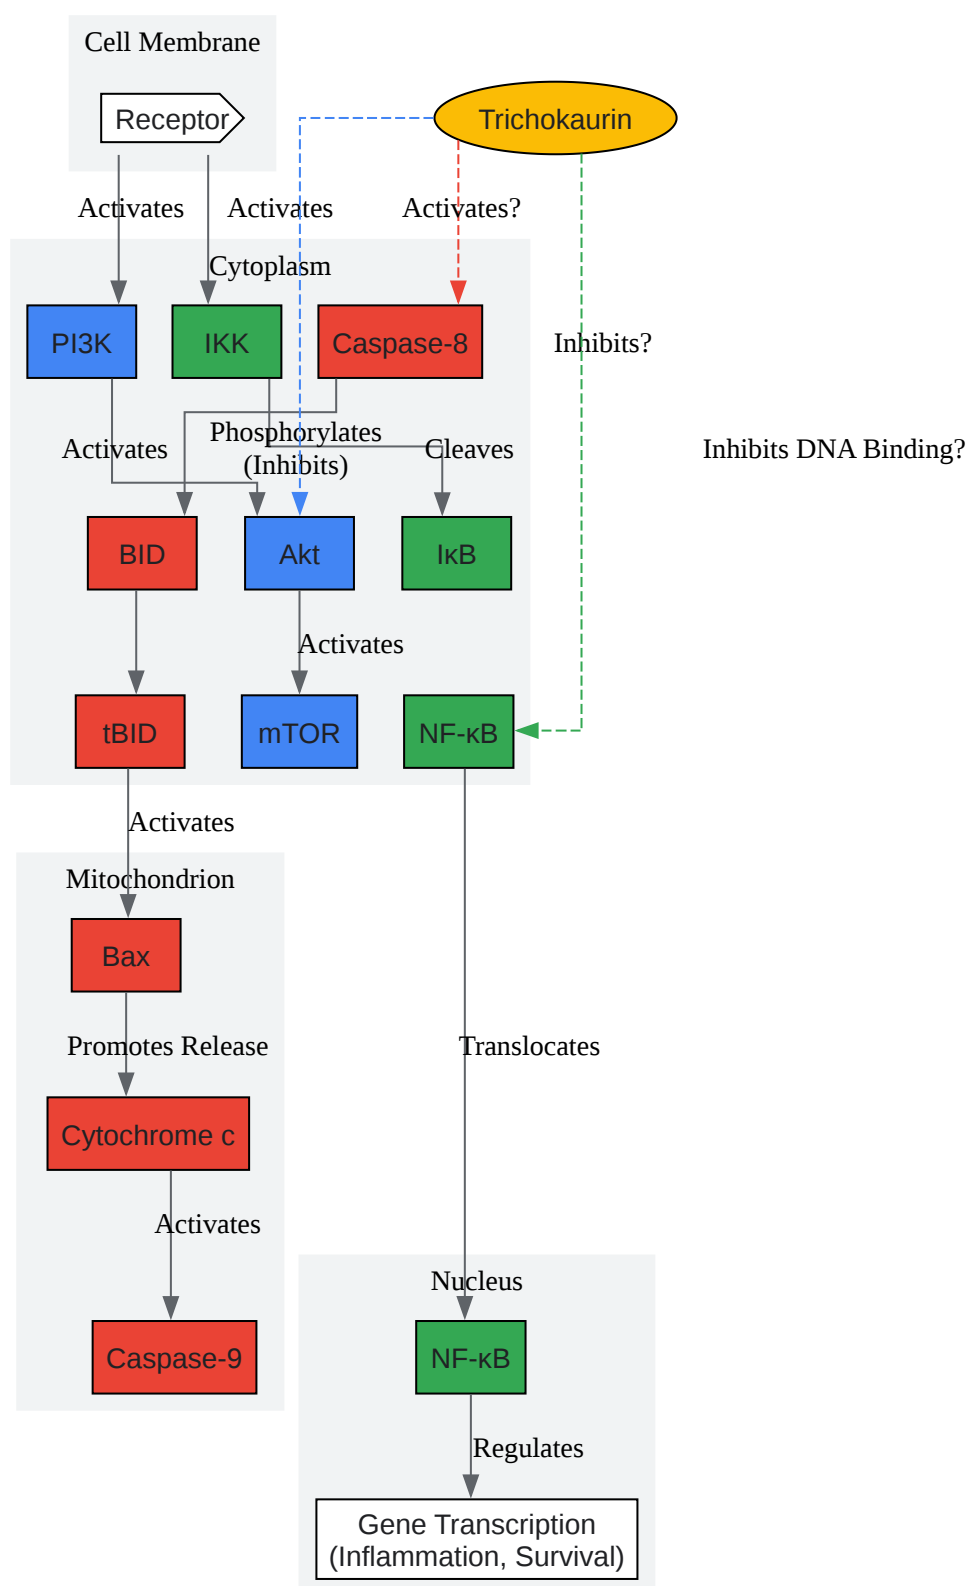 Cell Membrane
Receptor
Trichokaurin
Activates
Activates
Activates?
Cytoplasm
PI3K
IKK
Caspase-8
Inhibits?
Activates
Phosphorylates
(Inhibits)
Cleaves
Inhibits DNA Binding?
BID
Akt
IκB
Activates
tBID
mTOR
NF-κB
Activates
Mitochondrion
Bax
Promotes Release
Translocates
Cytochrome c
Activates
Nucleus
Caspase-9
NF-κB
Regulates
Gene Transcription
(Inflammation, Survival)